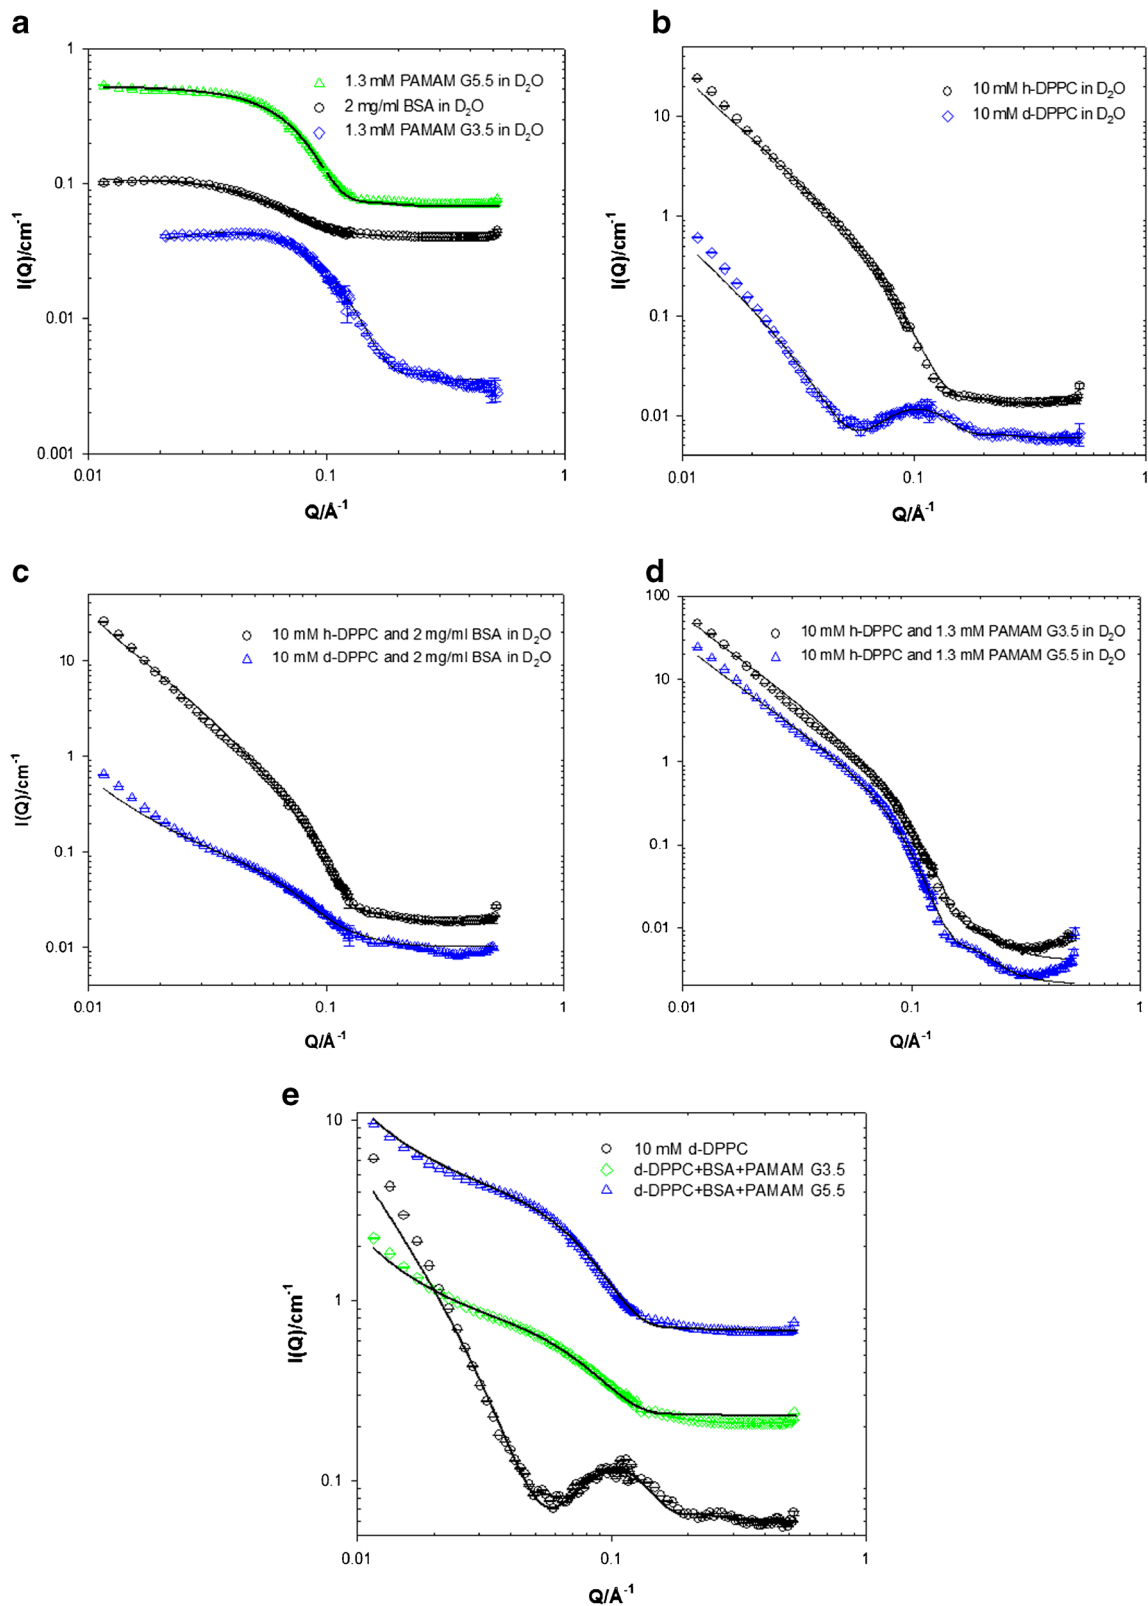 a
1
0.1
0.01
0.001
I(Q)/cm-1
1.3 mM PAMAM G5.5 in D2O
2 mg/ml BSA in D2O
1.3 mM PAMAM G3.5 in D2O
0.01 0.1 1
Q/Å-1
b
10
1
0.1
0.01
I(Q)/cm-1
10 mM h-DPPC in D2O
10 mM d-DPPC in D2O
0.01 0.1 1
Q/Å-1
c
10
1
0.1
0.01
I(Q)/cm-1
10 mM h-DPPC and 2 mg/ml BSA in D2O
10 mM d-DPPC and 2 mg/ml BSA in D2O
0.01 0.1 1
Q/Å-1
d
100
10
1
0.1
0.01
I(Q)/cm-1
10 mM h-DPPC and 1.3 mM PAMAM G3.5 in D2O
10 mM h-DPPC and 1.3 mM PAMAM G5.5 in D2O
0.01 0.1 1
Q/Å-1
e
10
1
0.1
I(Q)/cm-1
10 mM d-DPPC
d-DPPC+BSA+PAMAM G3.5
d-DPPC+BSA+PAMAM G5.5
0.01 0.1 1
Q/Å-1